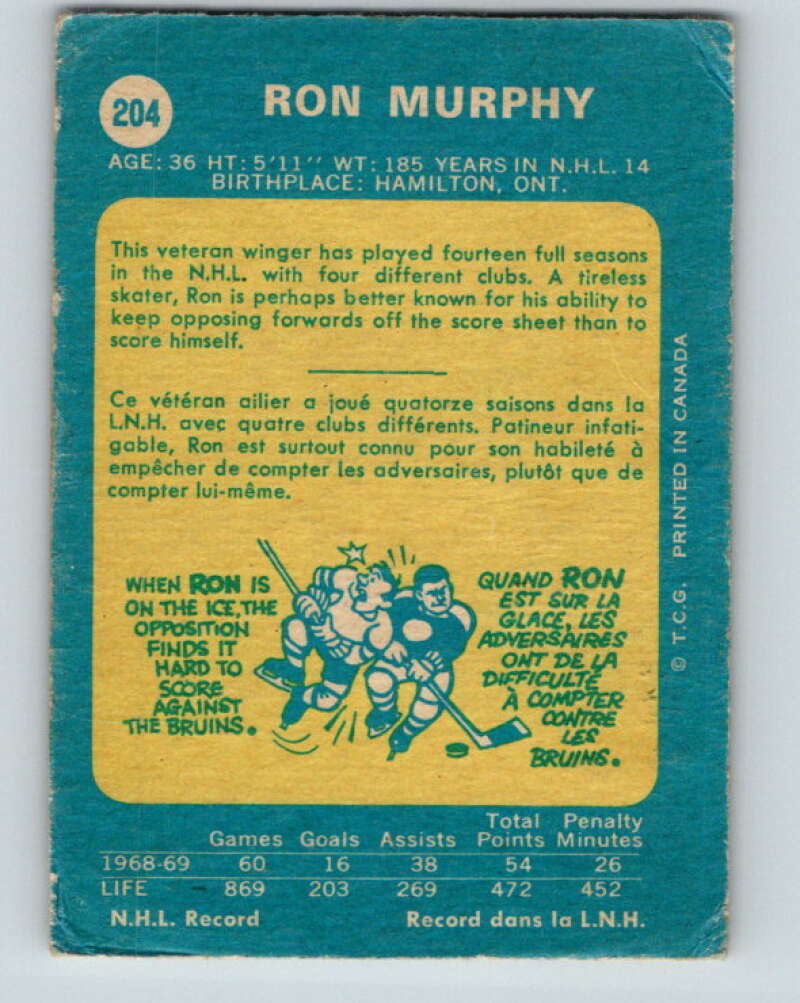 204
RON MURPHY
AGE: 36 HT: 5'11'' WT: 185 YEARS IN N.H.L. 14
BIRTHPLACE: HAMILTON, ONT.
This veteran winger has played fourteen full seasons
in the N.H.L. with four different clubs. A tireless
skater, Ron is perhaps better known for his ability to
keep opposing forwards off the score sheet than to
score himself.
Ce vétéran ailier a joué quatorze saisons dans la
L.N.H. avec quatre clubs différents. Patineur infati-
gable, Ron est surtout connu pour son habileté à
empêcher de compter les adversaires, plutôt que de
compter lui-même.
WHEN RON IS
ON THE ICE, THE
OPPOSITION
FINDS IT
HARD TO
SCORE
AGAINST
THE BRUINS.
QUAND RON
EST SUR LA
GLACE, LES
ADVERSAIRES
ONT DE LA
DIFFICULTÉ
À COMPTER
CONTRE
LES
BRUINS.
© T.C.G. PRINTED IN CANADA
Total Penalty
Games Goals Assists Points Minutes
1968-69 60 16 38 54 26
LIFE 869 203 269 472 452
N.H.L. Record Record dans la L.N.H.